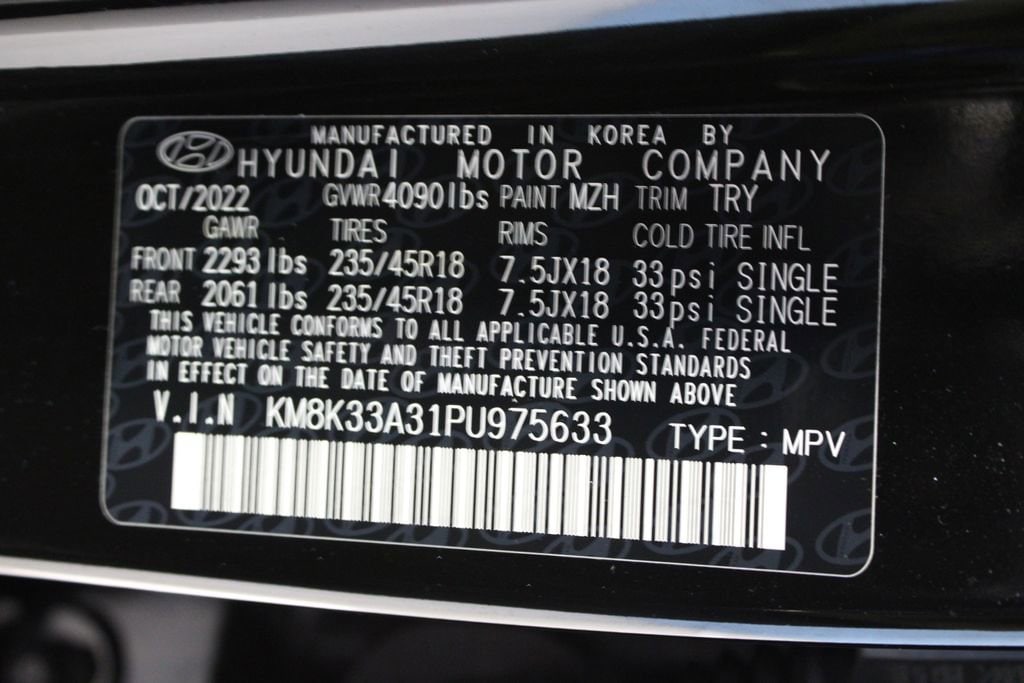 MANUFACTURED IN KOREA BY
HYUNDAI MOTOR COMPANY
OCT/2022 GVWR 4090 lbs PAINT MZH TRIM TRY
GAWR TIRES RIMS COLD TIRE INFL
FRONT 2293 lbs 235/45R18 7.5JX18 33psi SINGLE
REAR 2061 lbs 235/45R18 7.5JX18 33psi SINGLE
THIS VEHICLE CONFORMS TO ALL APPLICABLE U.S.A. FEDERAL
MOTOR VEHICLE SAFETY AND THEFT PREVENTION STANDARDS
IN EFFECT ON THE DATE OF MANUFACTURE SHOWN ABOVE
V.I.N KM8K33A31PU975633 TYPE : MPV